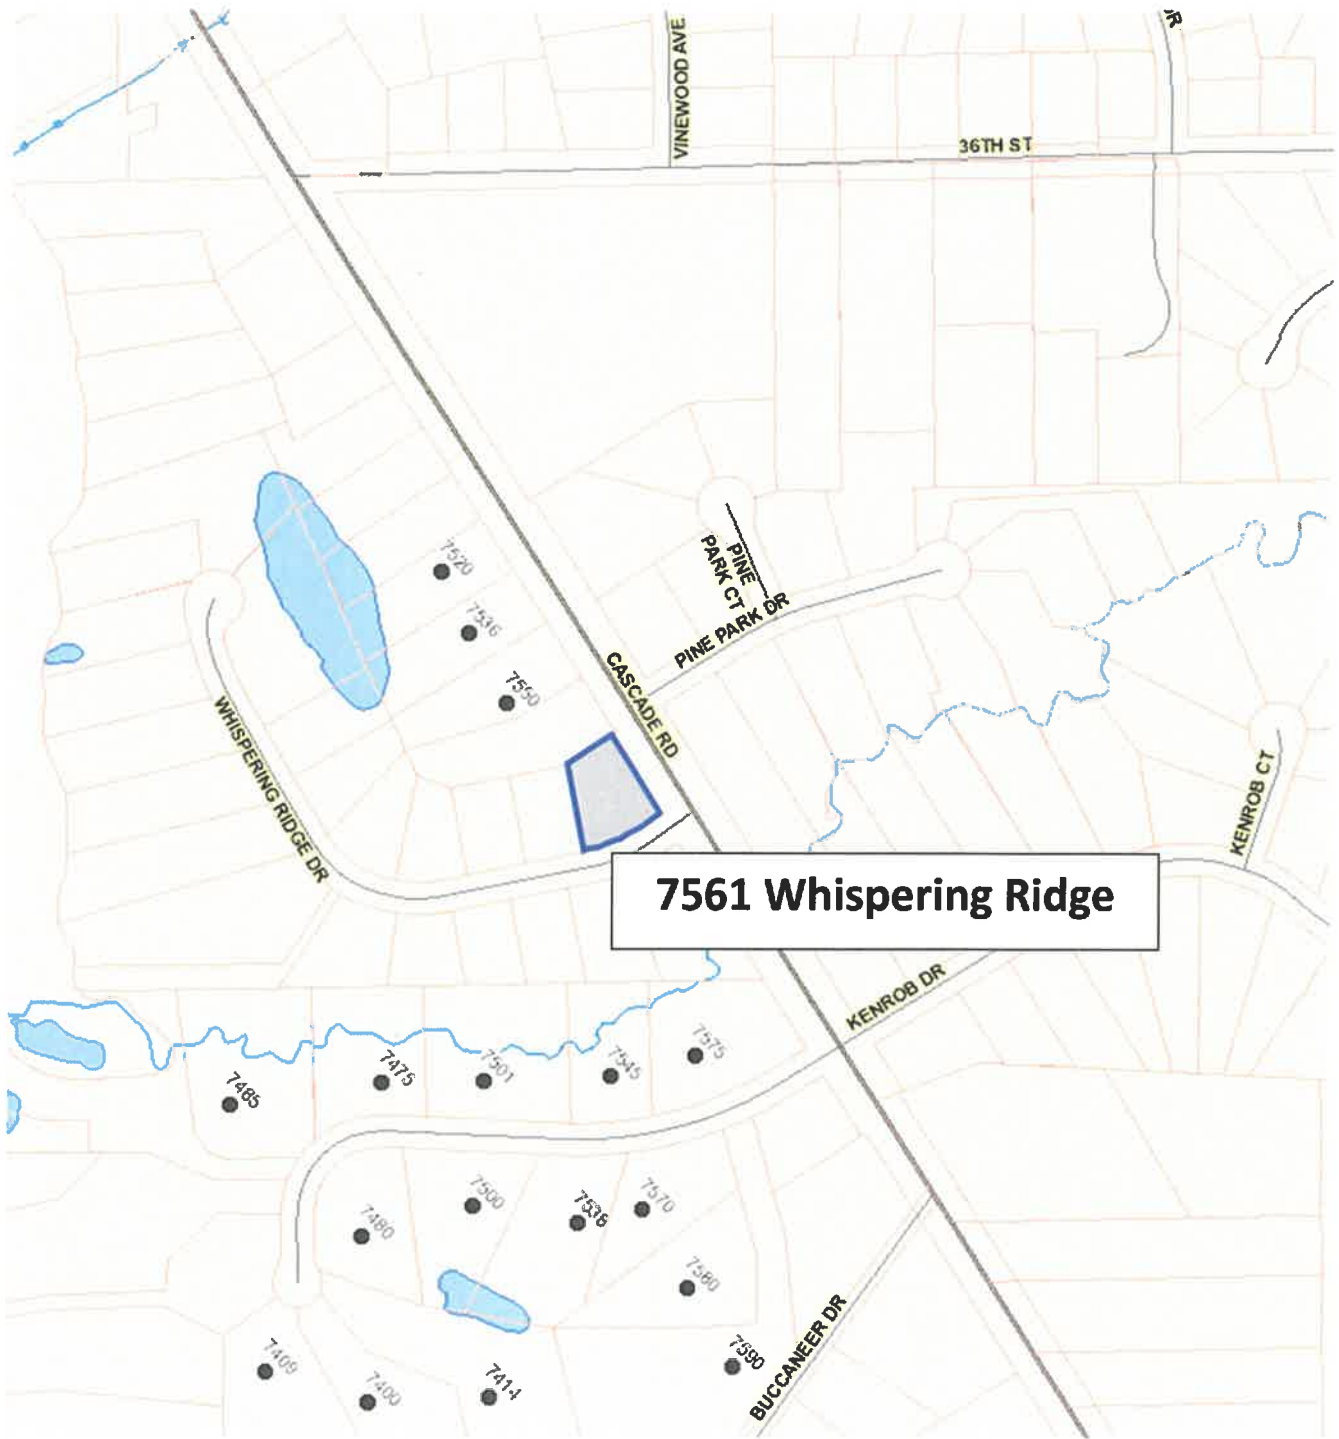 DR
VINEWOOD AVE
36TH ST
PINE
PARK CT
PINE PARK DR
7520
7536
7550
CASCADE RD
WHISPERING RIDGE DR
KENROB CT
7561 Whispering Ridge
KENROB DR
7575
7545
7501
7475
7485
7500
7538
7570
7480
7560
7590
BUCCANEER DR
7409
7400
7414